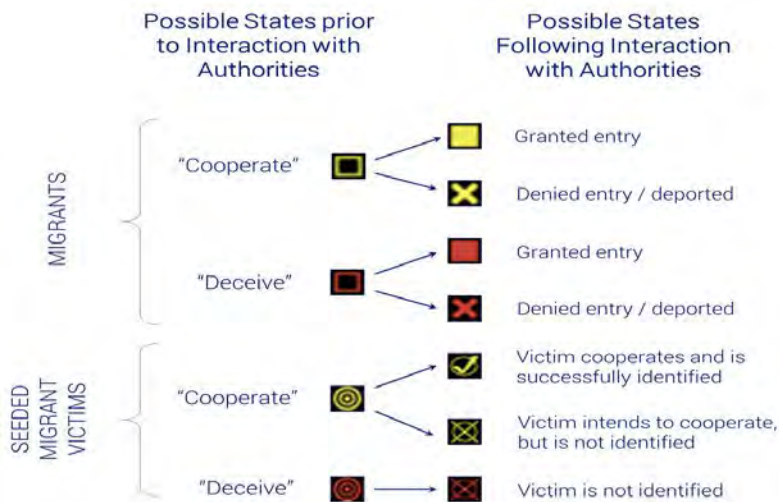 Possible States prior
to Interaction with
Authorities
Possible States
Following Interaction
with Authorities
MIGRANTS
"Cooperate"
Granted entry
Denied entry / deported
"Deceive"
Granted entry
Denied entry / deported
SEEDED
MIGRANT
VICTIMS
"Cooperate"
Victim cooperates and is
successfully identified
Victim intends to cooperate,
but is not identified
"Deceive"
Victim is not identified